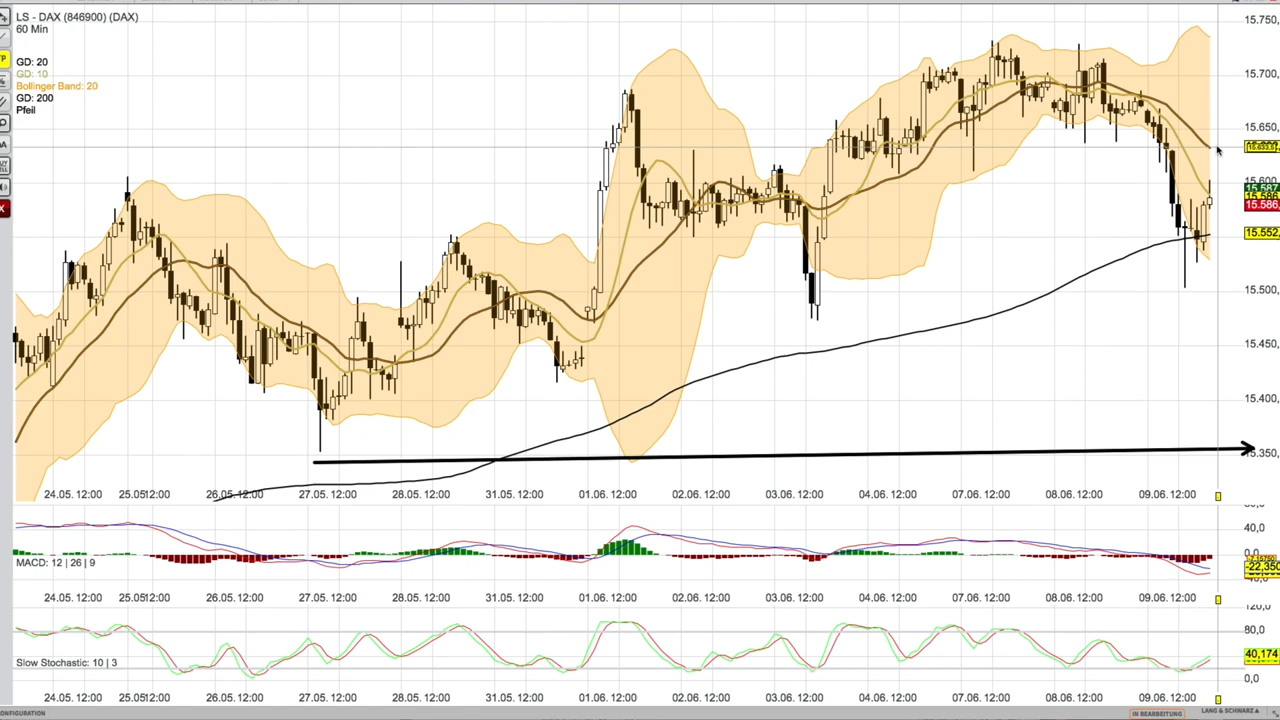 LS - DAX (846900) (DAX)
60 Min
GD: 20
GD: 10
Bollinger Band: 20
GD: 200
Pfeil
15.750,
15.700,
15.650,
15.600,
15.587
15.586,
15.552,
15.500,
15.450,
15.400,
15.350,
24.05. 12:00 25.05 12:00 26.05. 12:00 27.05. 12:00 28.05. 12:00 31.05. 12:00 01.06. 12:00 02.06. 12:00 03.06. 12:00 04.06. 12:00 07.06. 12:00 08.06. 12:00 09.06. 12:00
40,0
0,0
-22,350
MACD: 12 | 26 | 9
24.05. 12:00 25.05 12:00 26.05. 12:00 27.05. 12:00 28.05. 12:00 31.05. 12:00 01.06. 12:00 02.06. 12:00 03.06. 12:00 04.06. 12:00 07.06. 12:00 08.06. 12:00 09.06. 12:00
120,0
80,0
40,174
0,0
Slow Stochastic: 10 | 3
24.05. 12:00 25.05 12:00 26.05. 12:00 27.05. 12:00 28.05. 12:00 31.05. 12:00 01.06. 12:00 02.06. 12:00 03.06. 12:00 04.06. 12:00 07.06. 12:00 08.06. 12:00 09.06. 12:00
ONFIGURATION
IN BEARBEITUNG
LANG & SCHWARZ